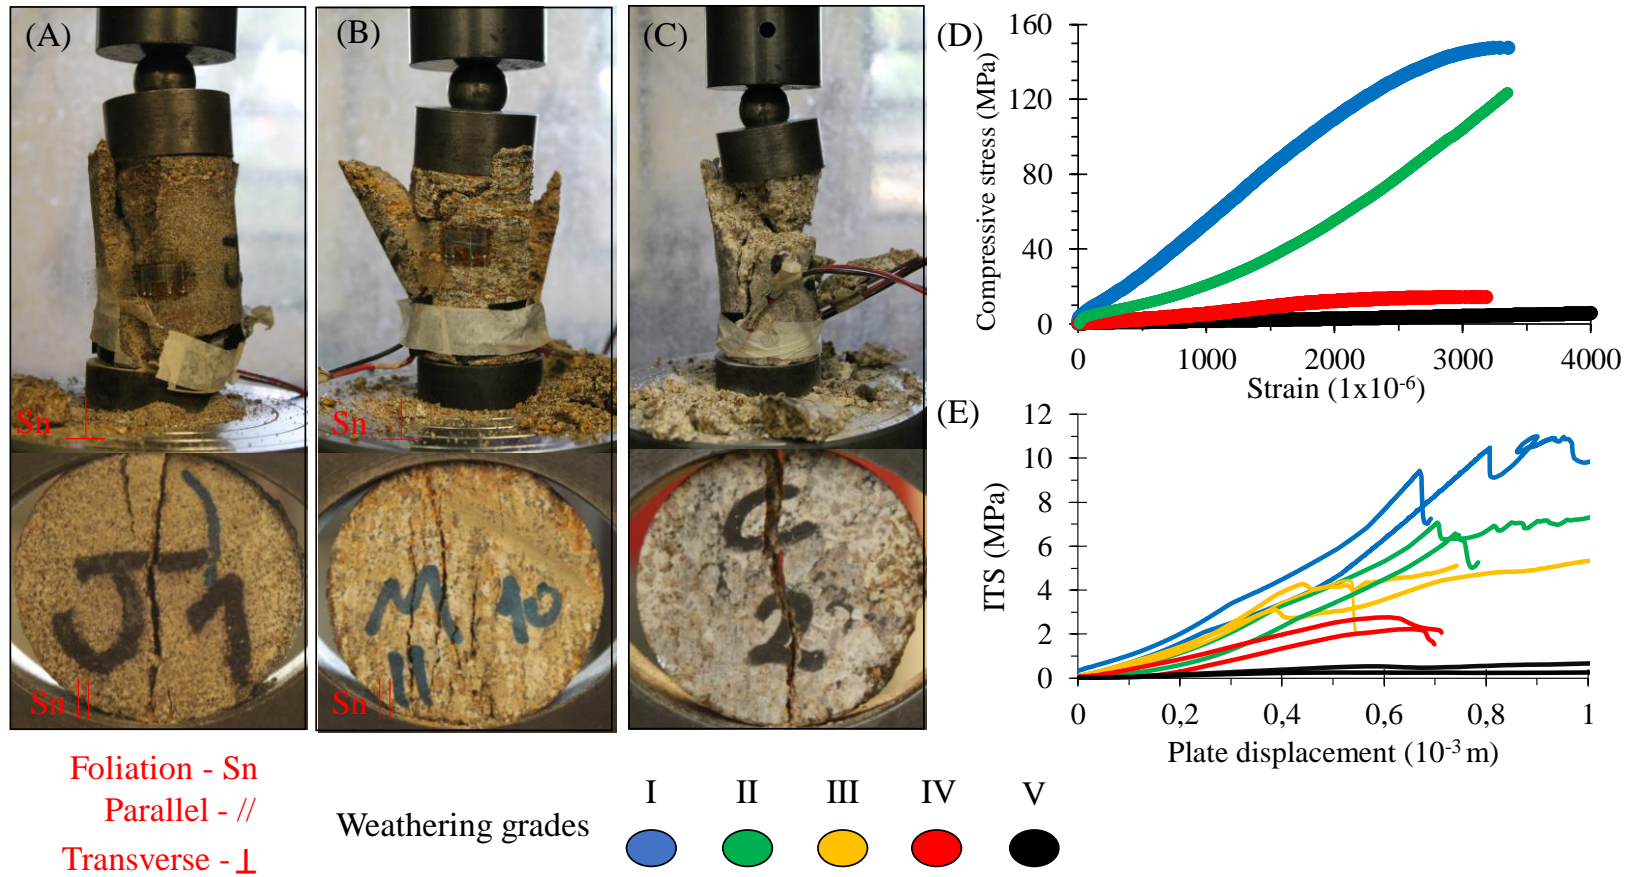 (A)
(B)
(C)
Sn ⊥
Sn ⊥
J-1
Sn ||
M 10
11
Sn ||
C
2
(D)
Compressive stress (MPa)
160
120
80
40
0
0 1000 2000 3000 4000
Strain (1x10⁻⁶)
(E)
ITS (MPa)
12
10
8
6
4
2
0
0 0,2 0,4 0,6 0,8 1
Plate displacement (10⁻³ m)
Foliation - Sn
Parallel - //
Transverse - ⊥
Weathering grades
I II III IV V